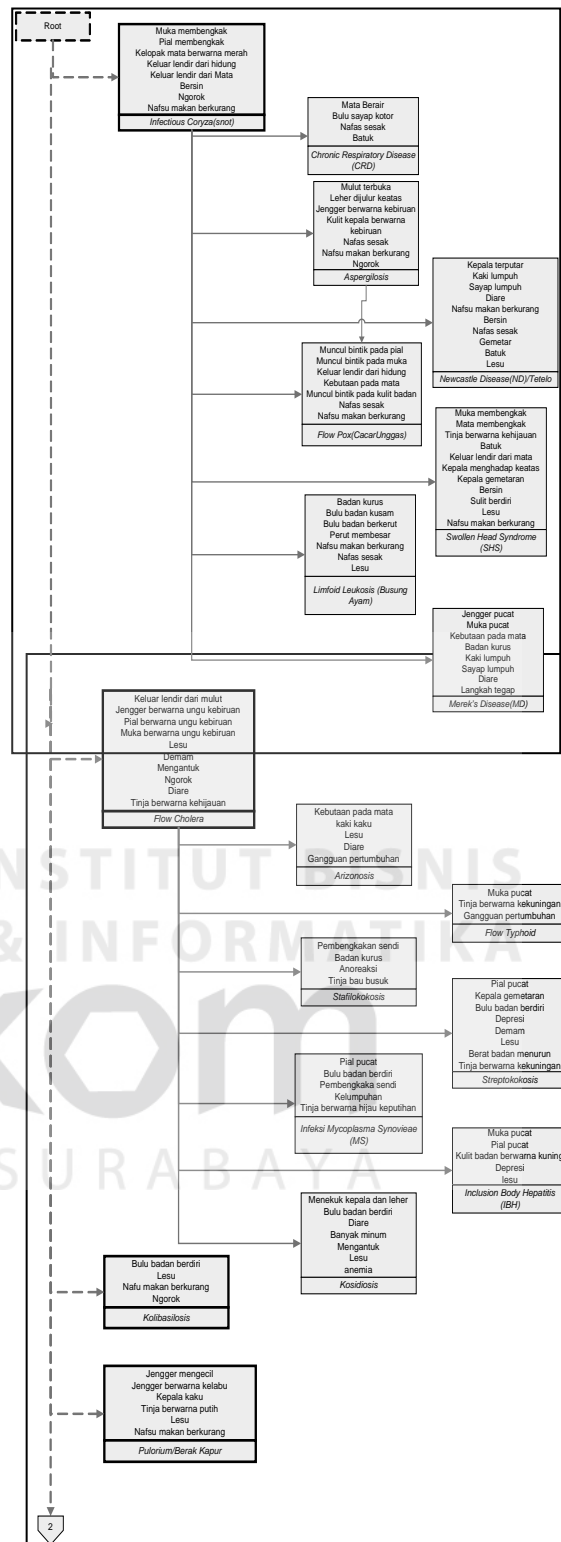 Root
Muka membengkak
Pial membengkak
Kelopak mata berwarna merah
Keluar lendir dari hidung
Keluar lendir dari Mata
Bersin
Ngorok
Nafsu makan berkurang
Infectious Coryza(snot)
Mata Berair
Bulu sayap kotor
Nafas sesak
Batuk
Chronic Respiratory Disease
(CRD)
Mulut terbuka
Leher dijulur keatas
Jengger berwarna kebiruan
Kulit kepala berwarna
kebiruan
Nafas sesak
Nafsu makan berkurang
Ngorok
Aspergilosis
Kepala terputar
Kaki lumpuh
Sayap lumpuh
Diare
Nafsu makan berkurang
Bersin
Nafas sesak
Gemetar
Batuk
Lesu
Newcastle Disease(ND)/Tetelo
Muncul bintik pada pial
Muncul bintik pada muka
Keluar lendir dari hidung
Kebutaan pada mata
Muncul bintik pada kulit badan
Nafas sesak
Nafsu makan berkurang
Flow Pox(CacarUnggas)
Muka membengkak
Mata membengkak
Tinja berwarna kehijauan
Batuk
Keluar lendir dari mata
Kepala menghadap keatas
Kepala gemetaran
Bersin
Sulit berdiri
Lesu
Nafsu makan berkurang
Swollen Head Syndrome
(SHS)
Badan kurus
Bulu badan kusam
Bulu badan berkerut
Perut membesar
Nafsu makan berkurang
Nafas sesak
Lesu
Limfoid Leukosis (Busung
Ayam)
Jengger pucat
Muka pucat
Kebutaan pada mata
Badan kurus
Kaki lumpuh
Sayap lumpuh
Diare
Langkah tegap
Merek's Disease(MD)
Keluar lendir dari mulut
Jengger berwarna ungu kebiruan
Pial berwarna ungu kebiruan
Muka berwarna ungu kebiruan
Lesu
Demam
Mengantuk
Ngorok
Diare
Tinja berwarna kehijauan
Flow Cholera
Kebutaan pada mata
kaki kaku
Lesu
Diare
Gangguan pertumbuhan
Arizonosis
INSTITUT BISNIS
& INFORMATIKA
kom
SURABAYA
Muka pucat
Tinja berwarna kekuningan
Gangguan pertumbuhan
Flow Typhoid
Pembengkakan sendi
Badan kurus
Anoreaksi
Tinja bau busuk
Stafilokokosis
Pial pucat
Kepala gemetaran
Bulu badan berdiri
Depresi
Demam
Lesu
Berat badan menurun
Tinja berwarna kekuningan
Streptokokosis
Pial pucat
Bulu badan berdiri
Pembengkaka sendi
Kelumpuhan
Tinja berwarna hijau keputihan
Infeksi Mycoplasma Synovieae
(MS)
Muka pucat
Pial pucat
Kulit badan berwarna kuning
Depresi
lesu
Inclusion Body Hepatitis
(IBH)
Menekuk kepala dan leher
Bulu badan berdiri
Diare
Banyak minum
Mengantuk
Lesu
anemia
Kosidiosis
Bulu badan berdiri
Lesu
Nafu makan berkurang
Ngorok
Kolibasilosis
Jengger mengecil
Jengger berwarna kelabu
Kepala kaku
Tinja berwarna putih
Lesu
Nafsu makan berkurang
Pulorium/Berak Kapur
2